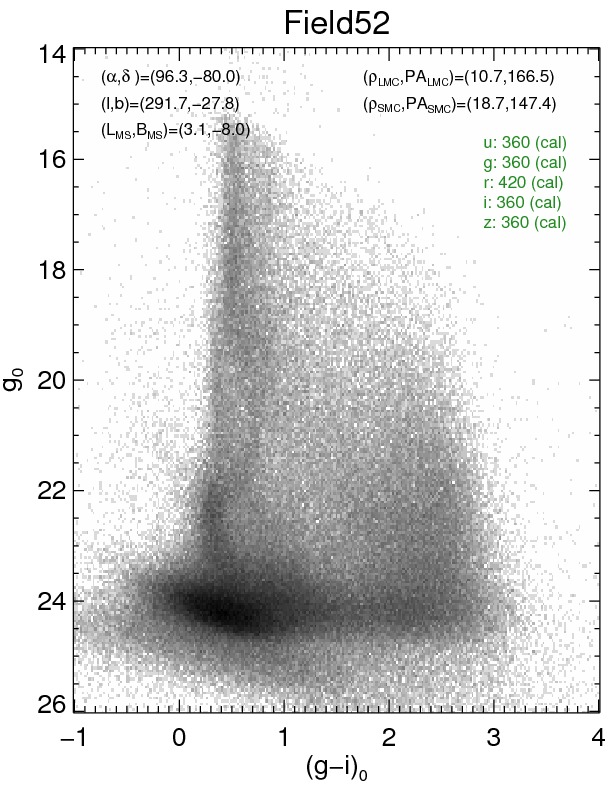 Field52
(α,δ)=(96.3,−80.0)
(ρLMC,PALMC)=(10.7,166.5)
(l,b)=(291.7,−27.8)
(ρSMC,PASMC)=(18.7,147.4)
(LMS,BMS)=(3.1,−8.0)
u: 360 (cal)
g: 360 (cal)
r: 420 (cal)
i: 360 (cal)
z: 360 (cal)
14
16
18
20
22
24
26
g0
−1 0 1 2 3 4
(g−i)0